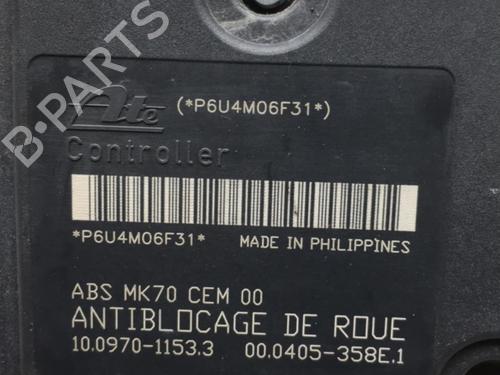 B-PARTS
Ate (*P6U4M06F31*)
Controller
*P6U4M06F31* MADE IN PHILIPPINES
ABS MK70 CEM 00
ANTIBLOCAGE DE ROUE
10.0970-1153.3 00.0405-358E.1